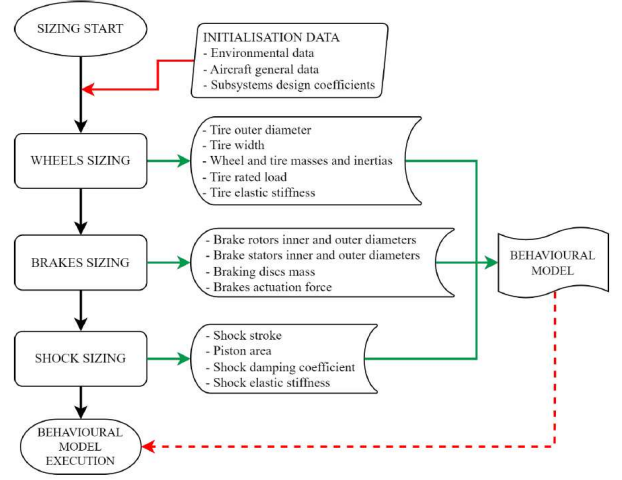 SIZING START
INITIALISATION DATA
- Environmental data
- Aircraft general data
- Subsystems design coefficients
WHEELS SIZING
- Tire outer diameter
- Tire width
- Wheel and tire masses and inertias
- Tire rated load
- Tire elastic stiffness
BRAKES SIZING
- Brake rotors inner and outer diameters
- Brake stators inner and outer diameters
- Braking discs mass
- Brakes actuation force
BEHAVIOURAL
MODEL
SHOCK SIZING
- Shock stroke
- Piston area
- Shock damping coefficient
- Shock elastic stiffness
BEHAVIOURAL
MODEL
EXECUTION